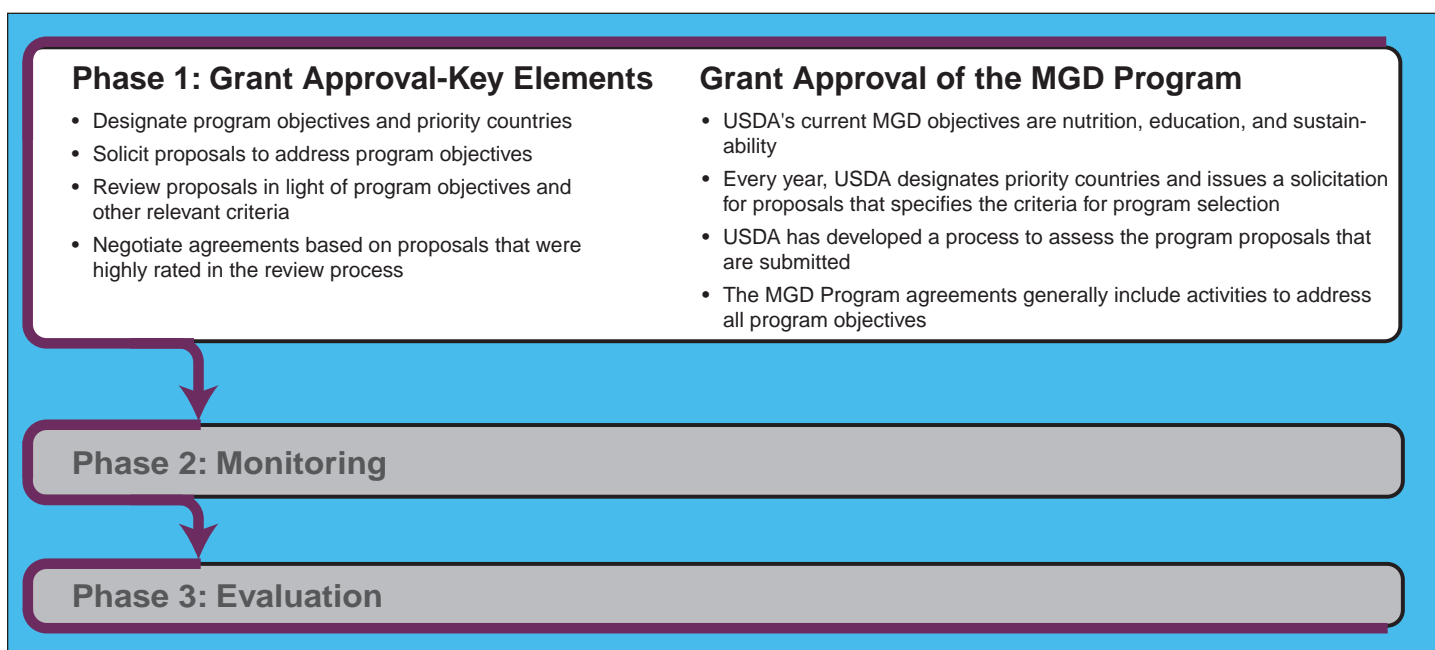 Phase 1: Grant Approval-Key Elements
• Designate program objectives and priority countries
• Solicit proposals to address program objectives
• Review proposals in light of program objectives and
other relevant criteria
• Negotiate agreements based on proposals that were
highly rated in the review process
Grant Approval of the MGD Program
• USDA's current MGD objectives are nutrition, education, and sustain-
ability
• Every year, USDA designates priority countries and issues a solicitation
for proposals that specifies the criteria for program selection
• USDA has developed a process to assess the program proposals that
are submitted
• The MGD Program agreements generally include activities to address
all program objectives
Phase 2: Monitoring
Phase 3: Evaluation